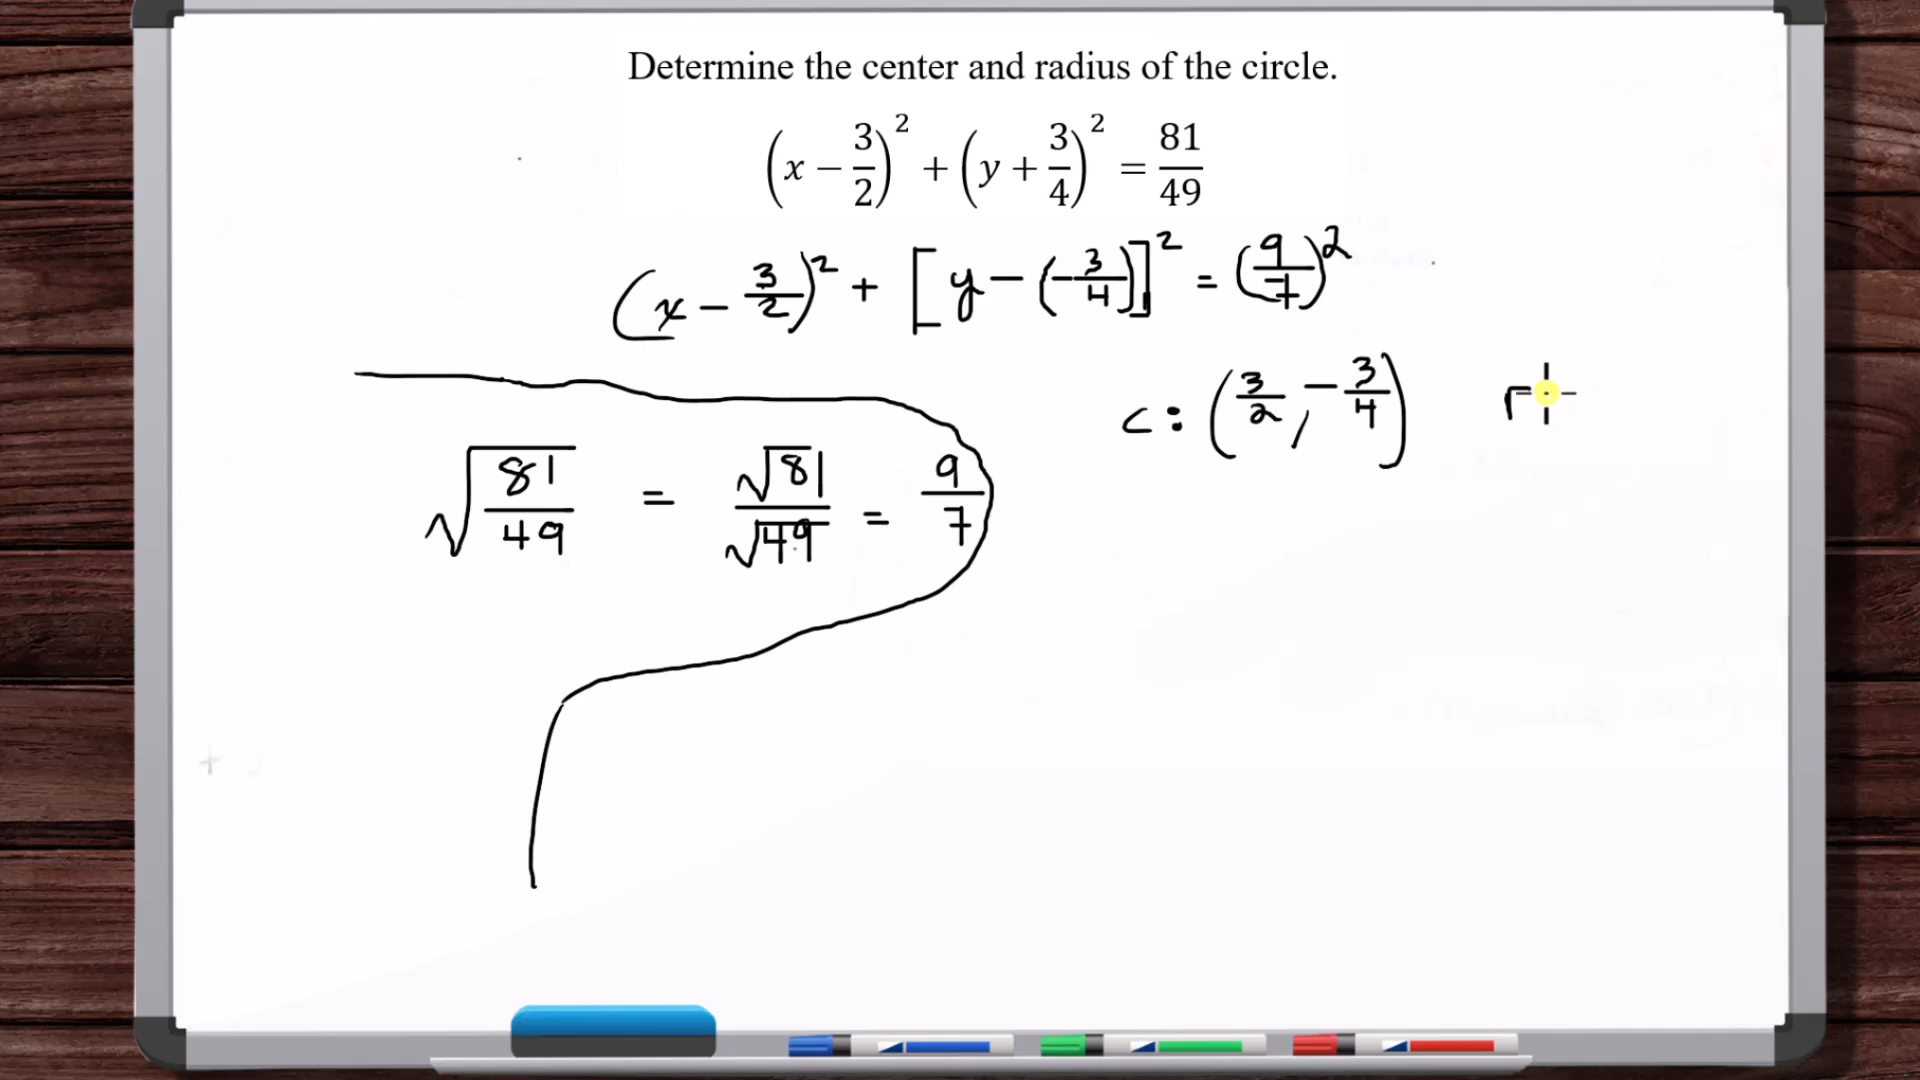 Determine the center and radius of the circle.
(x − 3/2)² + (y + 3/4)² = 81/49
(x − 3/2)² + [y − (−3/4)]² = (9/7)²
c: (3/2, −3/4) r
√(81/49) = √81/√49 = 9/7